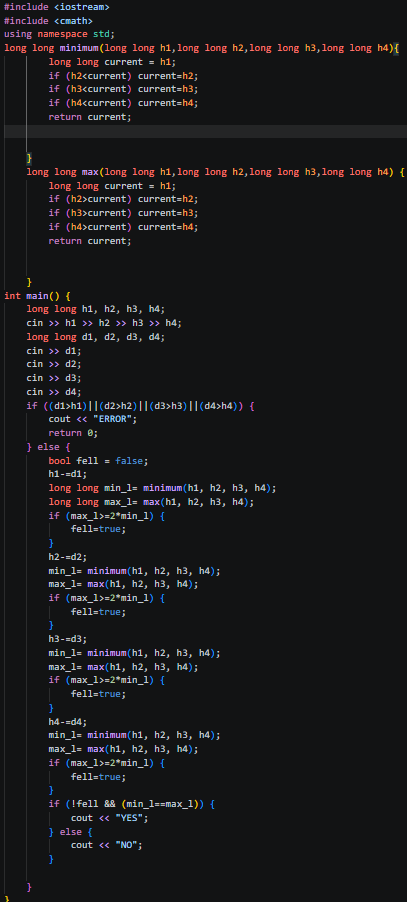 #include <iostream>
#include <cmath>
using namespace std;
long long minimum(long long h1,long long h2,long long h3,long long h4){
        long long current = h1;
        if (h2<current) current=h2;
        if (h3<current) current=h3;
        if (h4<current) current=h4;
        return current;
    }
    long long max(long long h1,long long h2,long long h3,long long h4) {
        long long current = h1;
        if (h2>current) current=h2;
        if (h3>current) current=h3;
        if (h4>current) current=h4;
        return current;
    }
int main() {
    long long h1, h2, h3, h4;
    cin >> h1 >> h2 >> h3 >> h4;
    long long d1, d2, d3, d4;
    cin >> d1;
    cin >> d2;
    cin >> d3;
    cin >> d4;
    if ((d1>h1)||(d2>h2)||(d3>h3)||(d4>h4)) {
        cout << "ERROR";
        return 0;
    } else {
        bool fell = false;
        h1-=d1;
        long long min_l= minimum(h1, h2, h3, h4);
        long long max_l= max(h1, h2, h3, h4);
        if (max_l>=2*min_l) {
            fell=true;
        }
        h2-=d2;
        min_l= minimum(h1, h2, h3, h4);
        max_l= max(h1, h2, h3, h4);
        if (max_l>=2*min_l) {
            fell=true;
        }
        h3-=d3;
        min_l= minimum(h1, h2, h3, h4);
        max_l= max(h1, h2, h3, h4);
        if (max_l>=2*min_l) {
            fell=true;
        }
        h4-=d4;
        min_l= minimum(h1, h2, h3, h4);
        max_l= max(h1, h2, h3, h4);
        if (max_l>=2*min_l) {
            fell=true;
        }
        if (!fell && (min_l==max_l)) {
            cout << "YES";
        } else {
            cout << "NO";
        }
    }
}